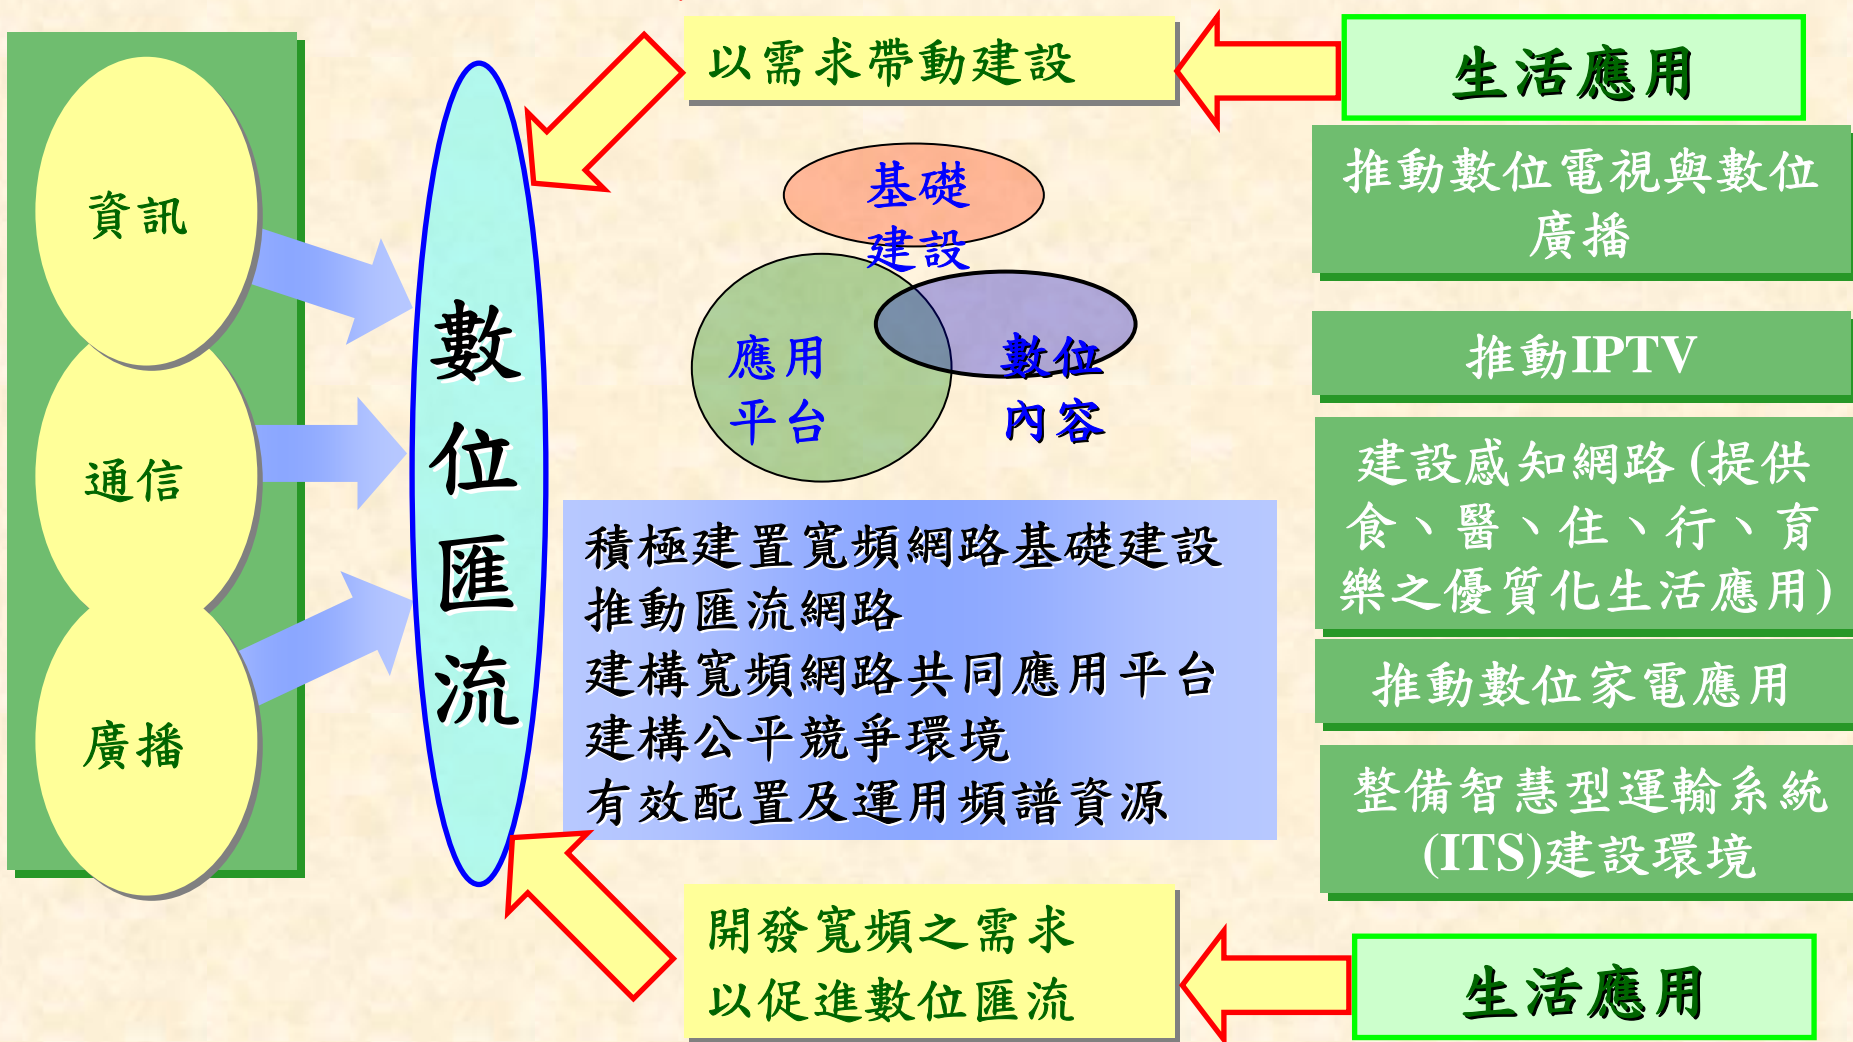 資訊
通信
廣播
數
位
匯
流
以需求帶動建設
基礎
建設
應用
平台
數位
內容
積極建置寬頻網路基礎建設
推動匯流網路
建構寬頻網路共同應用平台
建構公平競爭環境
有效配置及運用頻譜資源
開發寬頻之需求
以促進數位匯流
生活應用
推動數位電視與數位
廣播
推動IPTV
建設感知網路(提供
食、醫、住、行、育
樂之優質化生活應用)
推動數位家電應用
整備智慧型運輸系統
(ITS)建設環境
生活應用